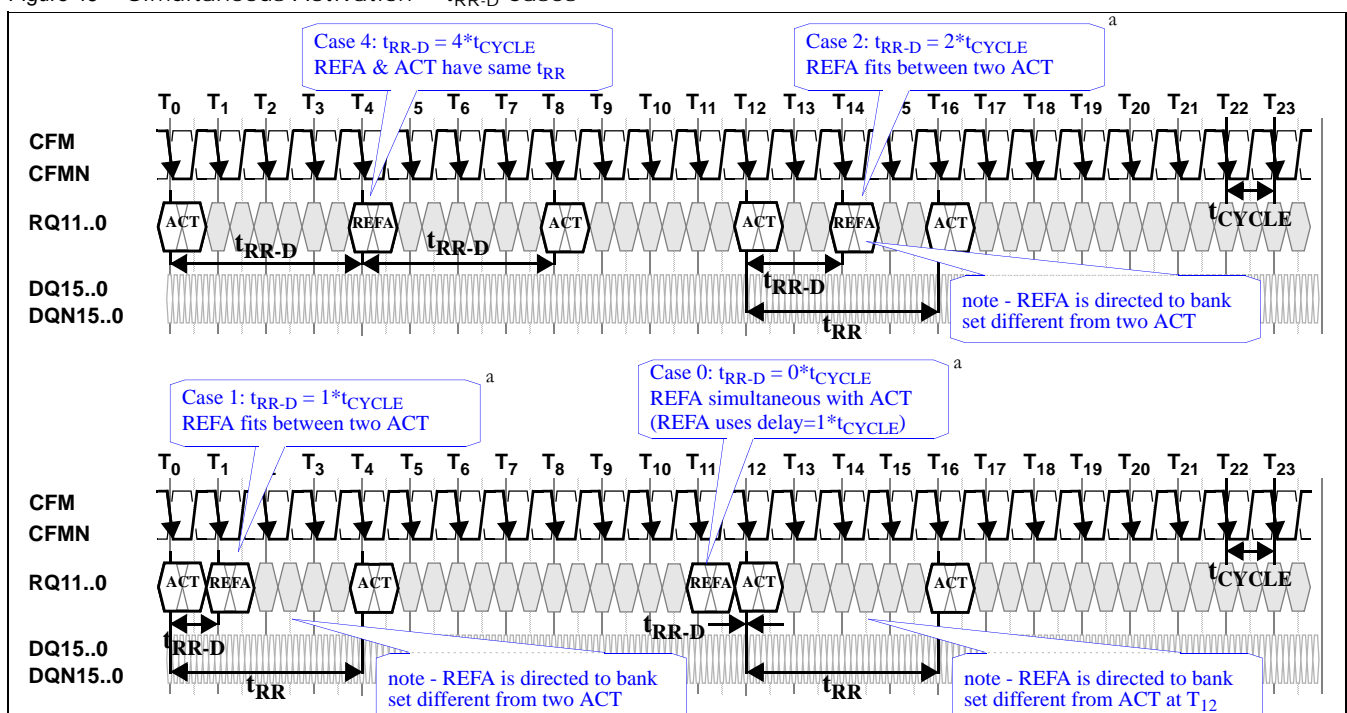 Case 4: tRR-D = 4*tCYCLE
REFA & ACT have same tRR
Case 2: tRR-D = 2*tCYCLE
REFA fits between two ACT
a
T0 T1 T2 T3 T4 5 T6 T7 T8 T9 T10 T11 T12 T13 T14 5 T16 T17 T18 T19 T20 T21 T22 T23
CFM
CFMN
RQ11..0
ACT REFA ACT ACT REFA ACT
tCYCLE
tRR-D tRR-D tRR-D
DQ15..0
DQN15..0
tRR
note - REFA is directed to bank
set different from two ACT
Case 1: tRR-D = 1*tCYCLE
REFA fits between two ACT
a
Case 0: tRR-D = 0*tCYCLE
REFA simultaneous with ACT
(REFA uses delay=1*tCYCLE)
a
T0 T1 T3 T4 T5 T6 T7 T8 T9 T10 T11 12 T13 T14 T15 T16 T17 T18 T19 T20 T21 T22 T23
CFM
CFMN
RQ11..0
ACT REFA ACT REFA ACT ACT
tCYCLE
tRR-D tRR-D
DQ15..0
DQN15..0
tRR tRR
note - REFA is directed to bank
set different from two ACT
note - REFA is directed to bank
set different from ACT at T12